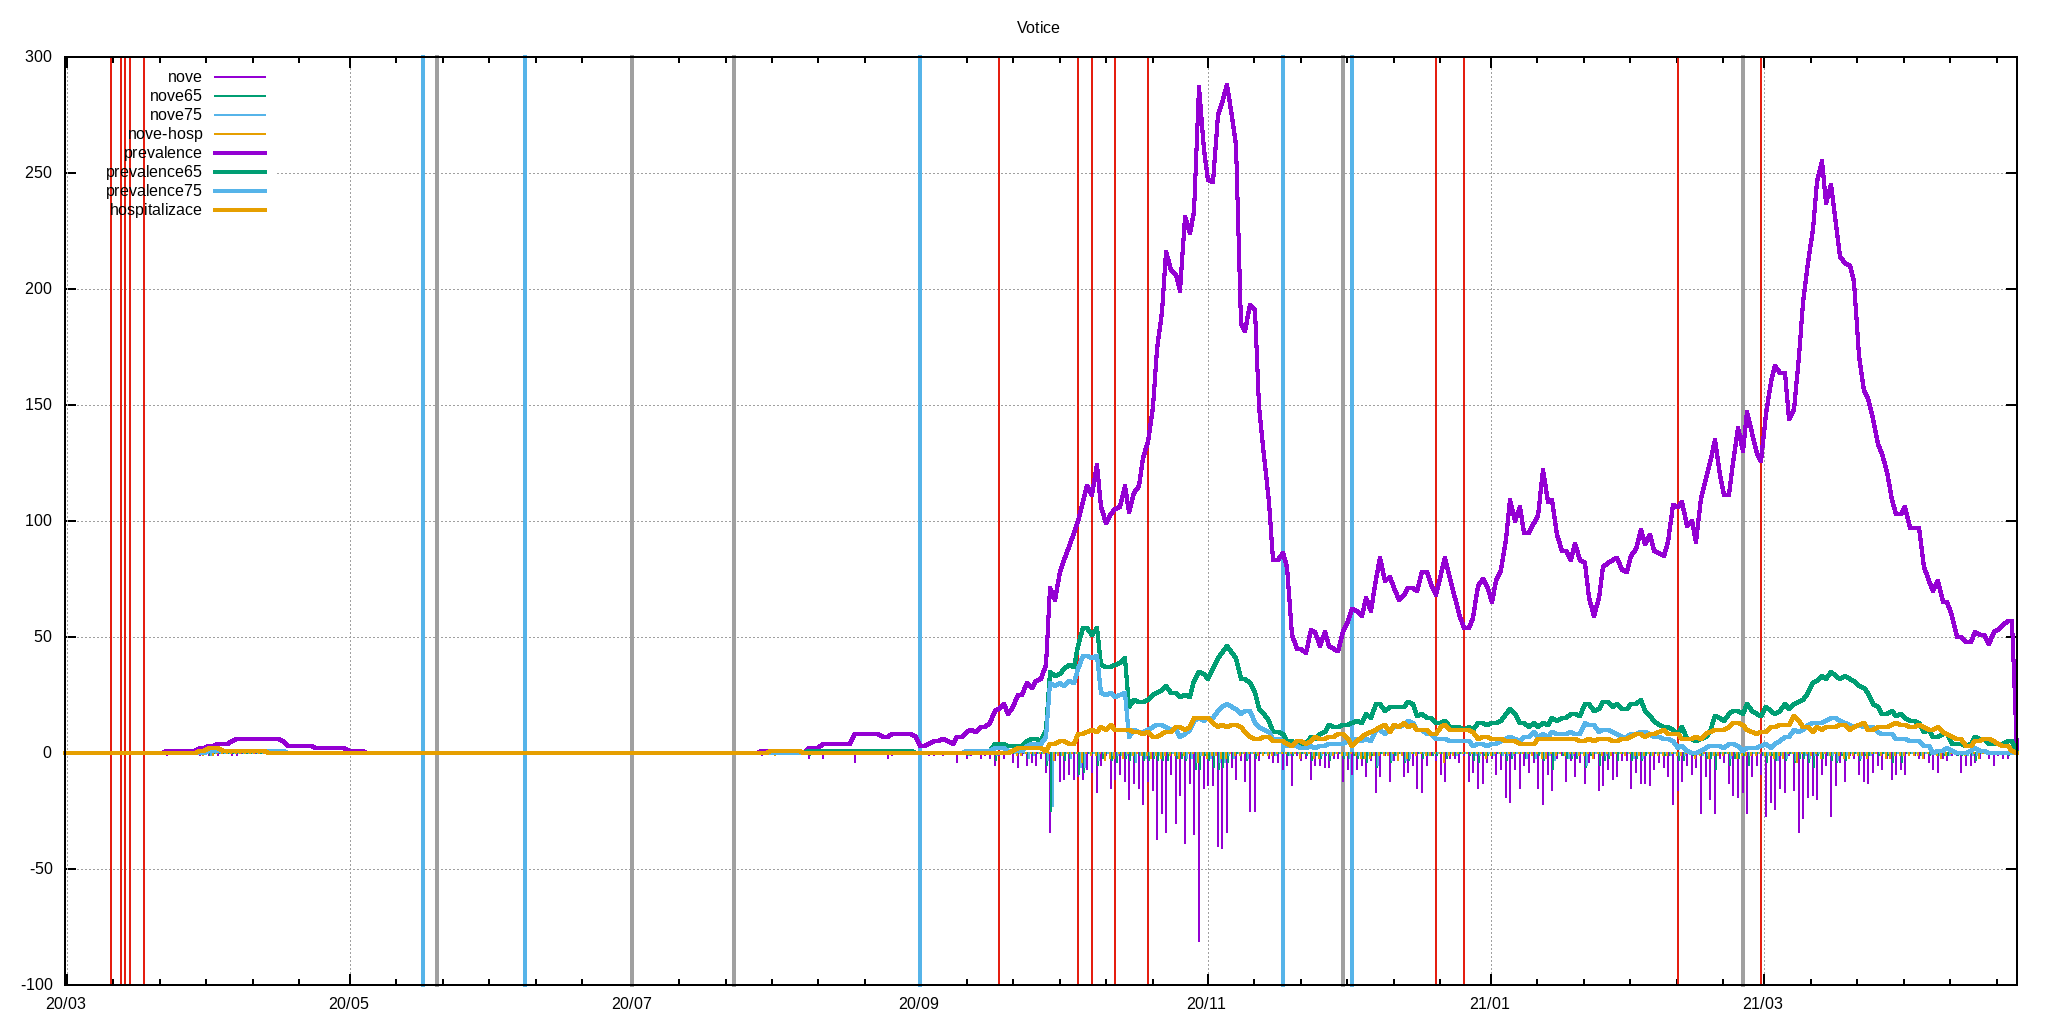 Votice
300
250
200
150
100
50
0
-50
-100
nove
nove65
nove75
nove-hosp
prevalence
prevalence65
prevalence75
hospitalizace
20/03 20/05 20/07 20/09 20/11 21/01 21/03